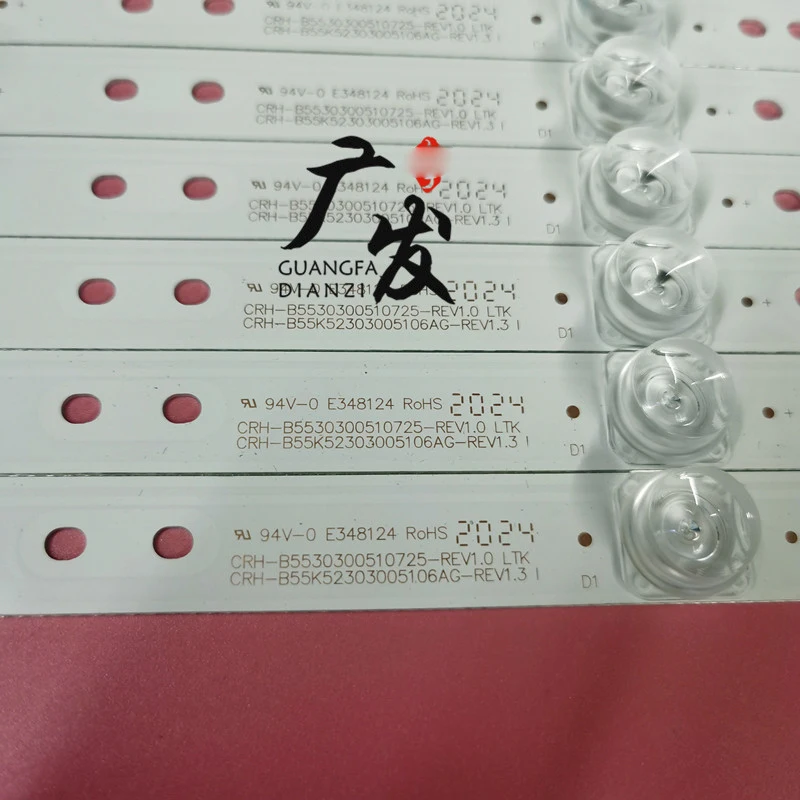 94V-0 E348124 RoHS 2024
CRH-B5530300510725-REV1.0 LTK
CRH-B55K52303005106AG-REV1.3 I
94V-0 E348124 RoHS 2024
CRH-B5530300510725-REV1.0 LTK
CRH-B55K52303005106AG-REV1.3 I
D1
广发
GUANGFA
DIANZI
94V-0 E348124 RoHS 2024
CRH-B5530300510725-REV1.0 LTK
CRH-B55K52303005106AG-REV1.3 I
D1
2024
CRH-B5530300510725-REV1.0 LTK
CRH-B55K52303005106AG-REV1.3 I
D1
94V-0 E348124 RoHS 2024
CRH-B5530300510725-REV1.0 LTK
CRH-B55K52303005106AG-REV1.3 I
D1
94V-0 E348124 RoHS 2024
CRH-B5530300510725-REV1.0 LTK
CRH-B55K52303005106AG-REV1.3 I
D1